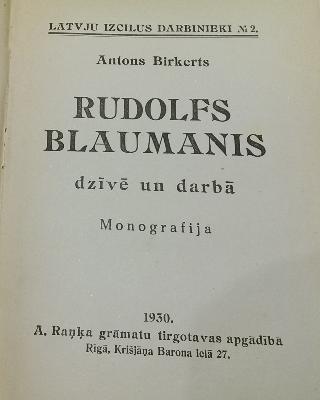 LATVJU IZCILUS DARBINIEKI № 2.
Antons Birkerts
RUDOLFS
BLAUMANIS
dzīvē un darbā
Monografija
1930.
A. Raņķa grāmatu tirgotavas apgādībā
Rīgā, Krišjāņa Barona ielā 27.